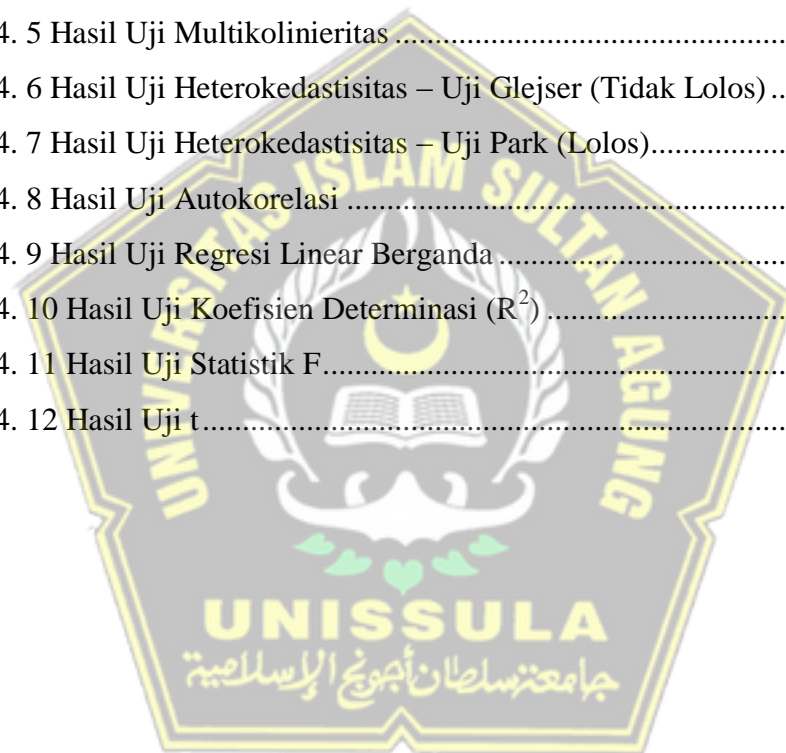 4. 5 Hasil Uji Multikolinieritas ................................................
4. 6 Hasil Uji Heterokedastisitas – Uji Glejser (Tidak Lolos) ..
4. 7 Hasil Uji Heterokedastisitas – Uji Park (Lolos)................
4. 8 Hasil Uji Autokorelasi .......................................................
4. 9 Hasil Uji Regresi Linear Berganda ....................................
4. 10 Hasil Uji Koefisien Determinasi (R²) ..............................
4. 11 Hasil Uji Statistik F..........................................................
4. 12 Hasil Uji t.........................................................................
UNIVERSITAS ISLAM SULTAN AGUNG
UNISSULA
جامعة سلطان أجونج الإسلامية